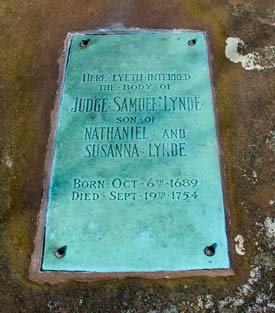 HERE LYETH INTERRED
THE BODY OF
JUDGE SAMUEL LYNDE
SON OF
NATHANIEL AND
SUSANNA LYNDE
BORN OCT 6TH 1689
DIED SEPT 19TH 1754